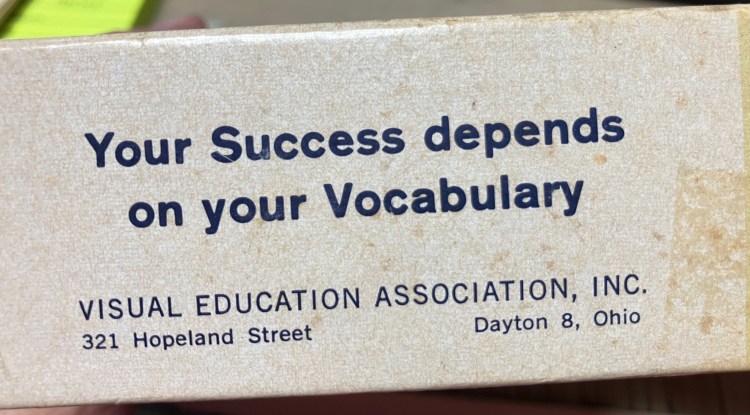 Your Success depends
on your Vocabulary
VISUAL EDUCATION ASSOCIATION, INC.
321 Hopeland Street Dayton 8, Ohio